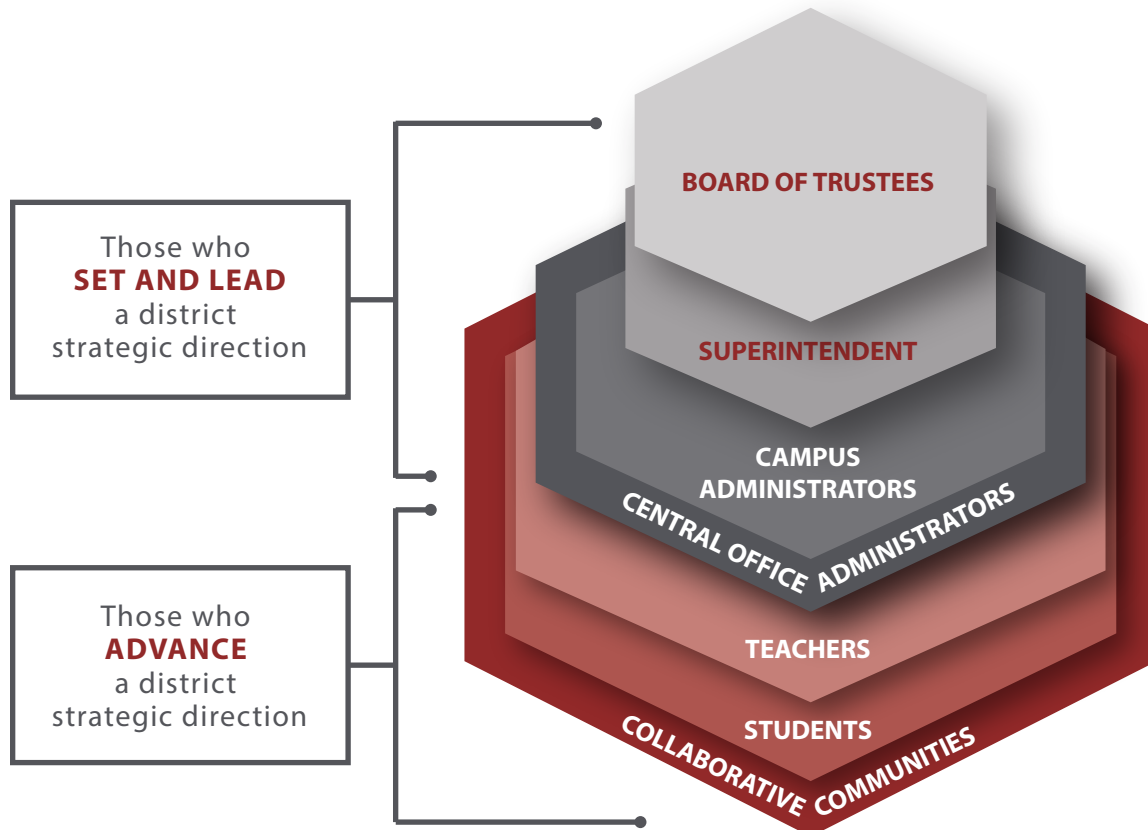 Those who
SET AND LEAD
a district
strategic direction
Those who
ADVANCE
a district
strategic direction
BOARD OF TRUSTEES
SUPERINTENDENT
CAMPUS
ADMINISTRATORS
CENTRAL OFFICE ADMINISTRATORS
TEACHERS
STUDENTS
COLLABORATIVE COMMUNITIES